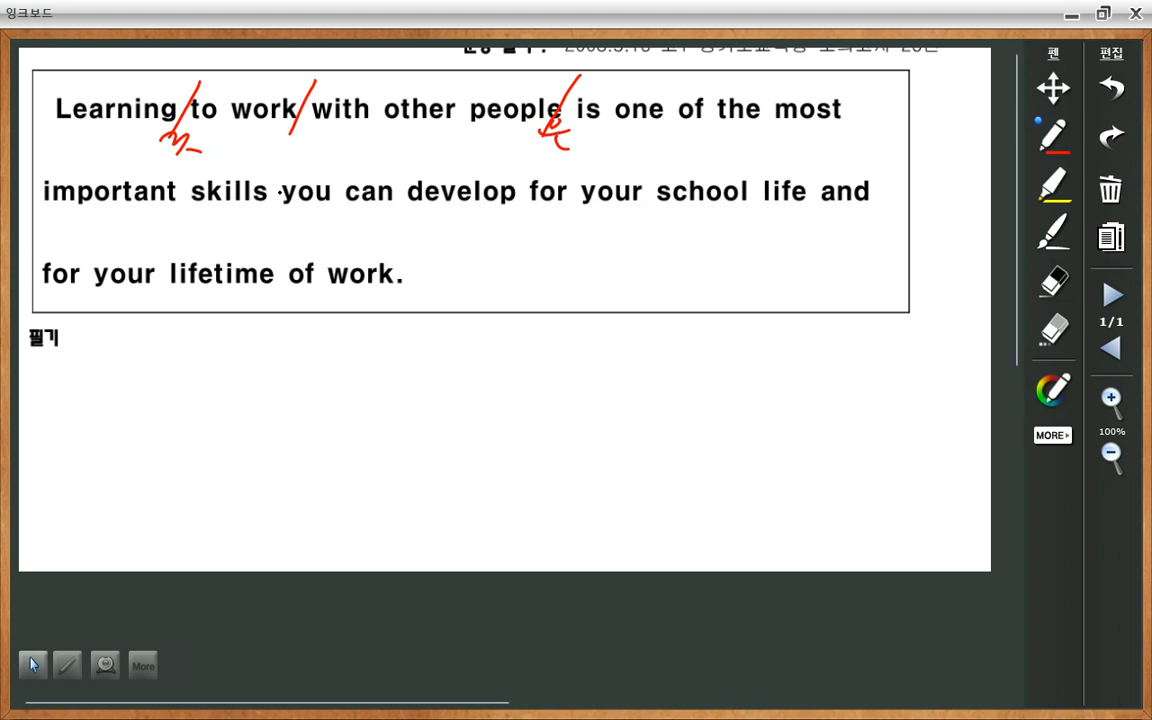 잉크보드
펜
편집
Learning to work with other people is one of the most
important skills you can develop for your school life and
for your lifetime of work.
필기
1/1
100%
MORE
More